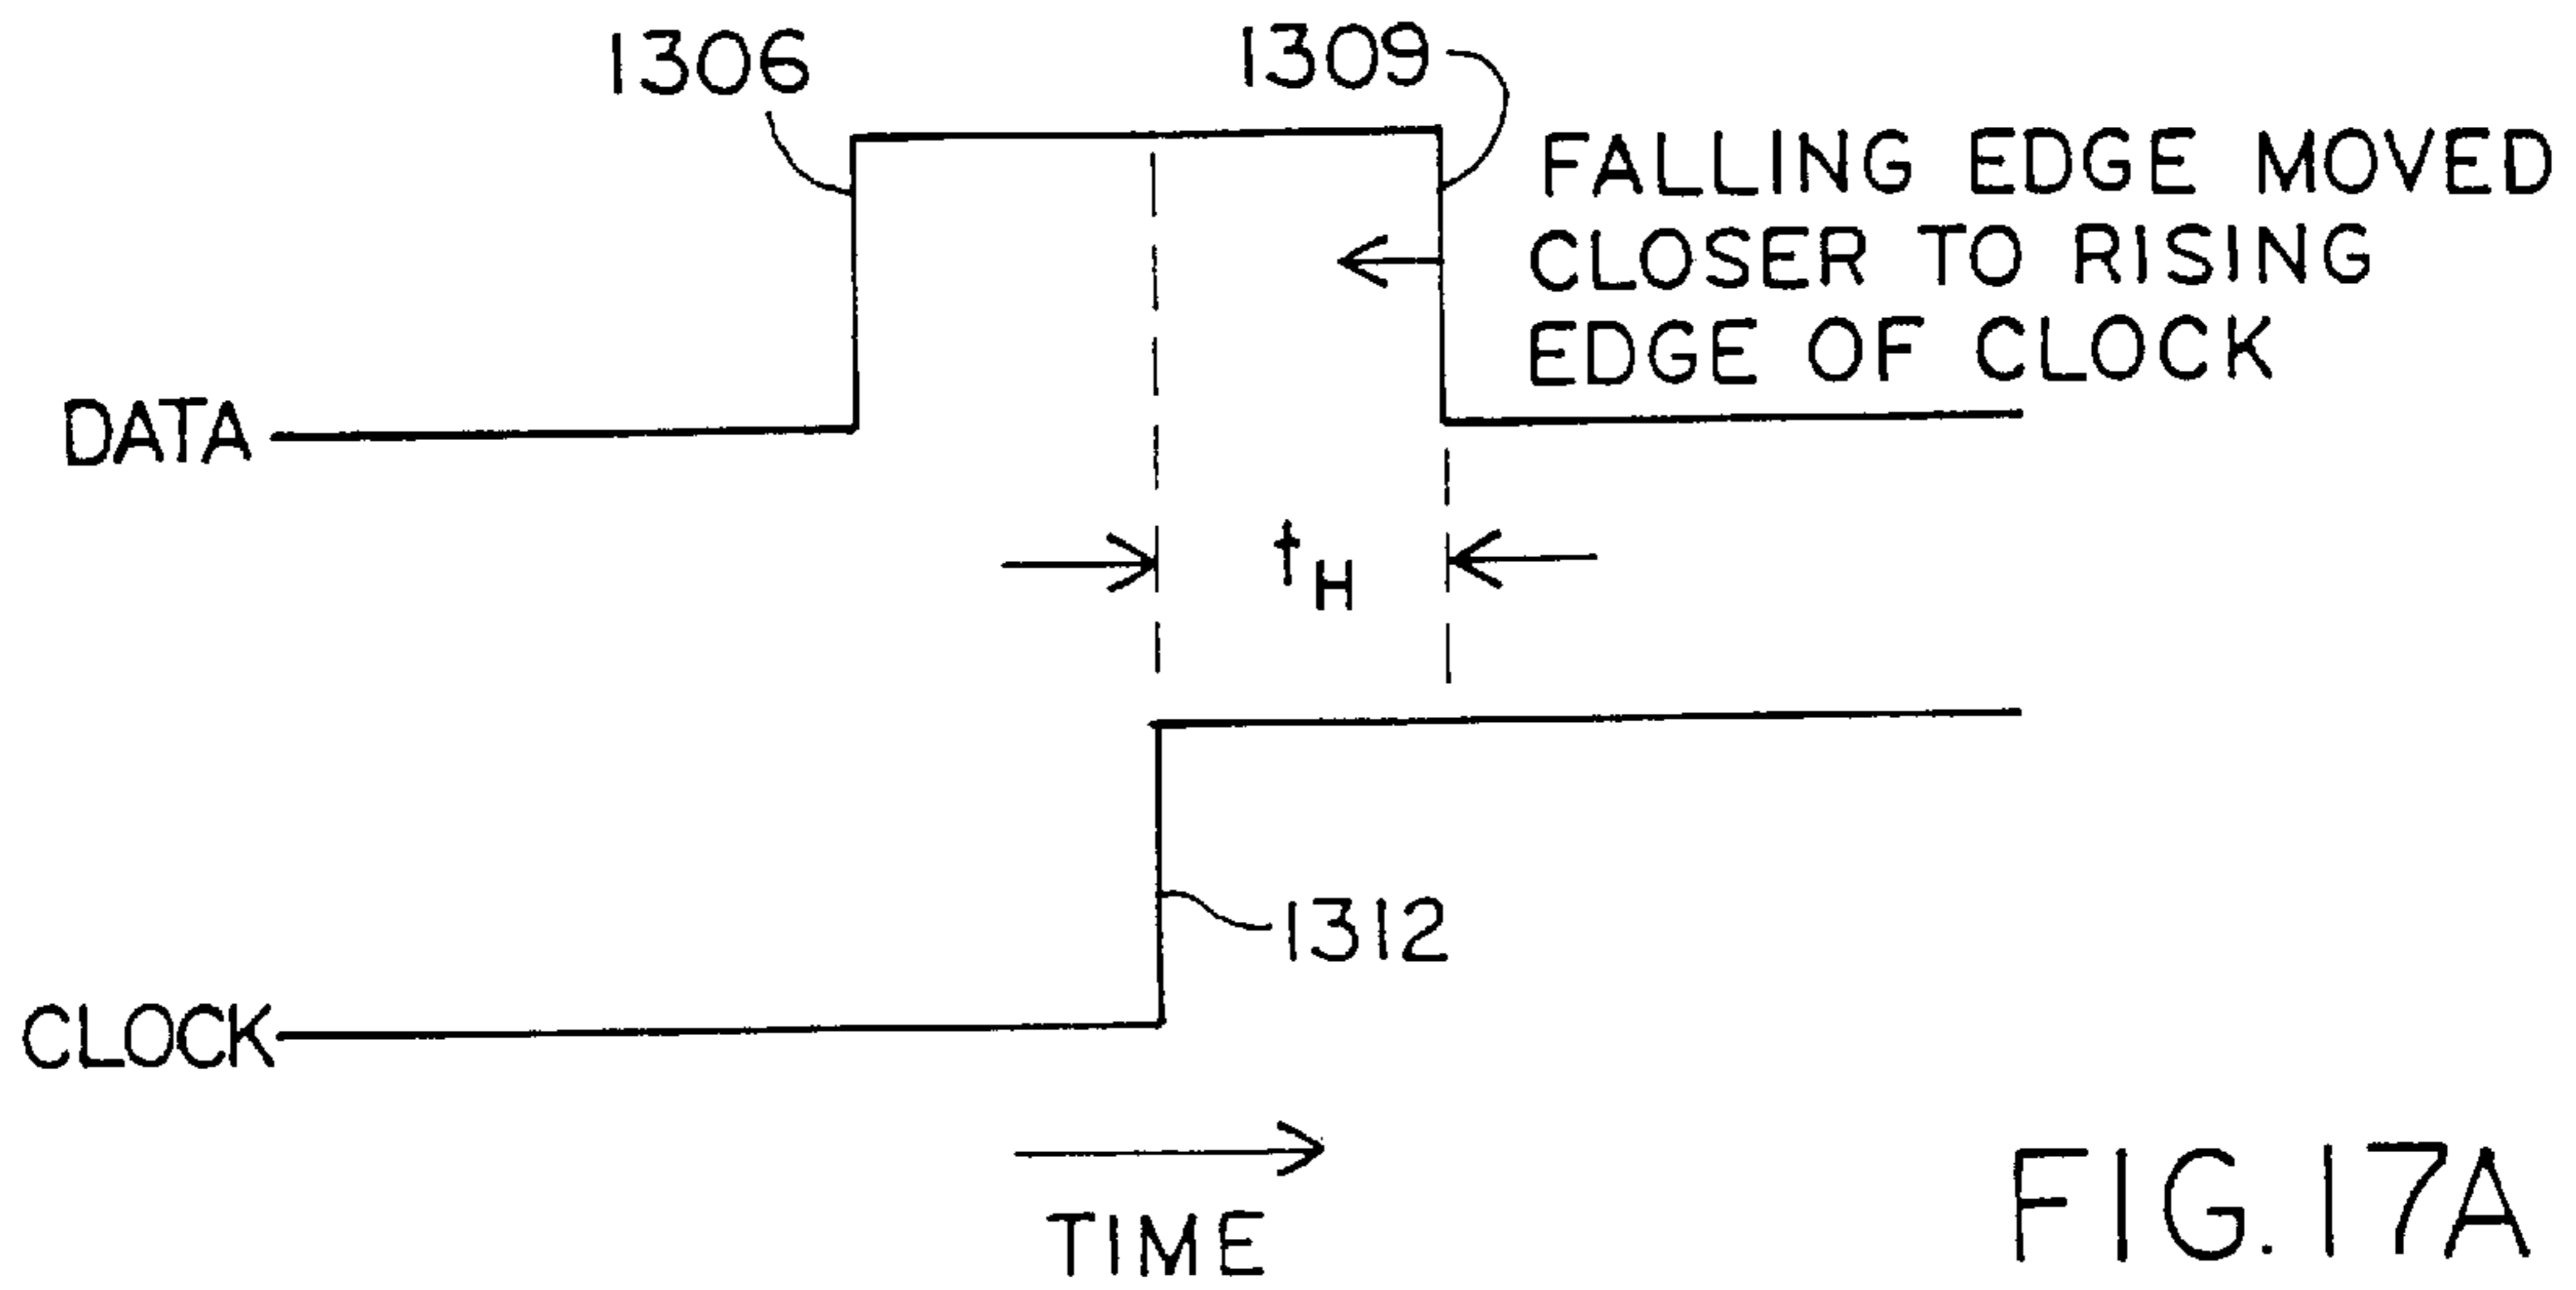 1306
1309
FALLING EDGE MOVED
CLOSER TO RISING
EDGE OF CLOCK
DATA
tH
1312
CLOCK
TIME
FIG. 17A